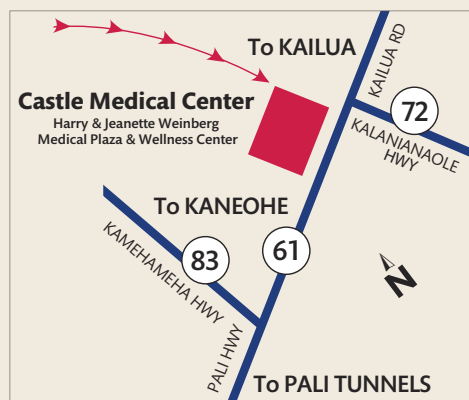 To KAILUA
KAILUA RD
Castle Medical Center
Harry & Jeanette Weinberg
Medical Plaza & Wellness Center
72
KALANIANAOLE
HWY
To KANEOHE
KAMEHAMEHA HWY
83
61
N
PALI HWY
To PALI TUNNELS